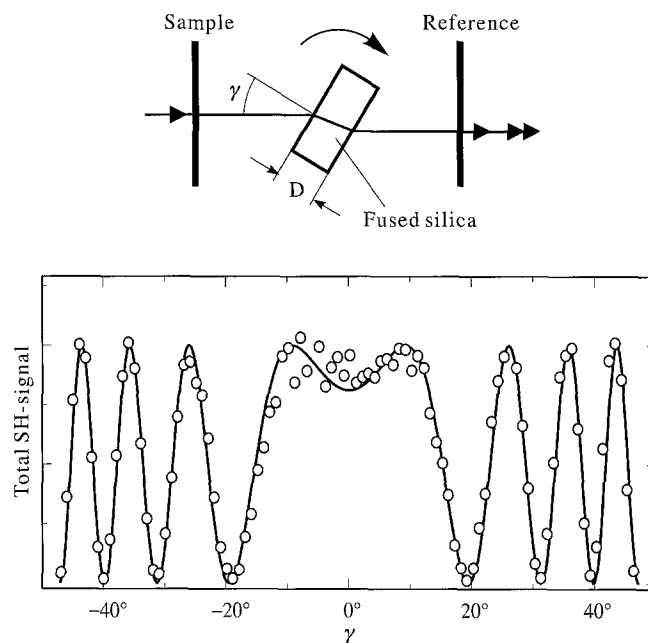 Sample
Reference
γ
D
Fused silica
Total SH-signal
−40° −20° 0° 20° 40°
γ